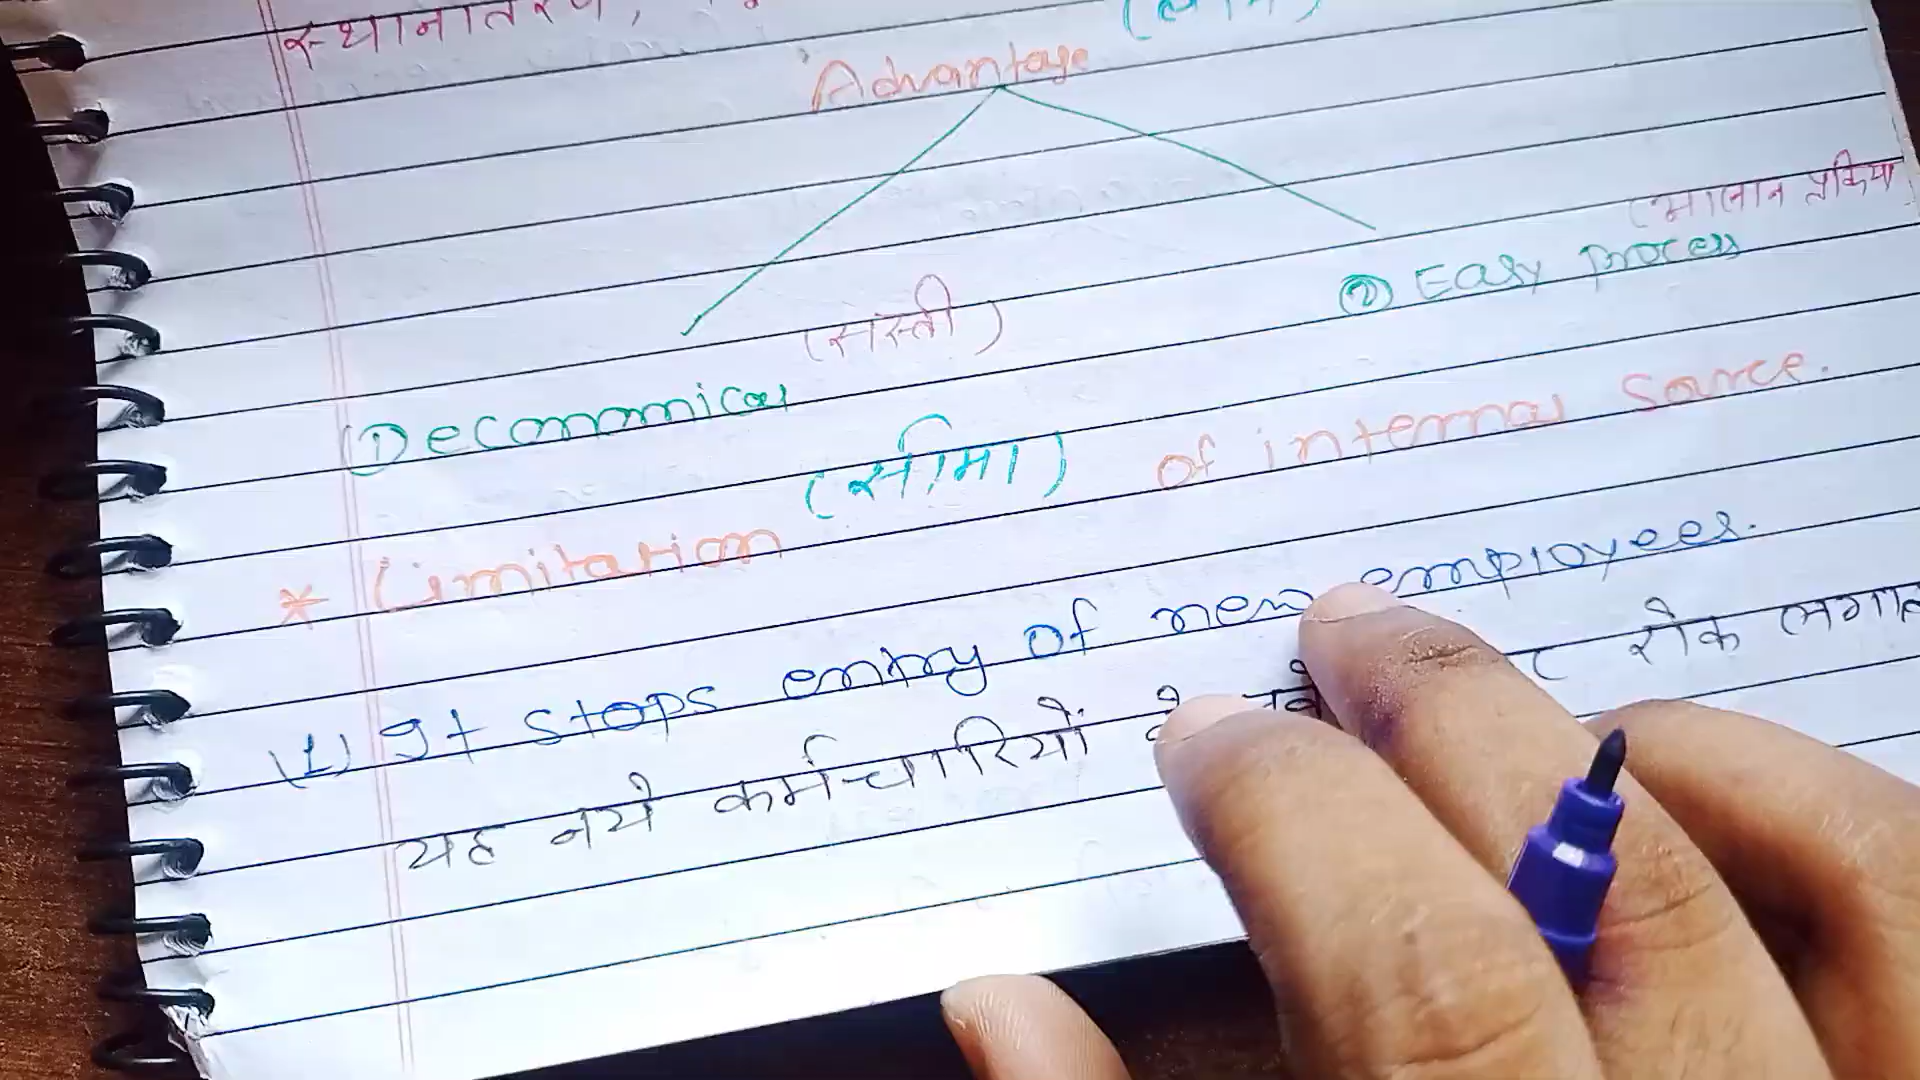 स्थानातरण,
(लाभ)
Advantage
(आसान प्रक्रिया
② Easy Process
(सस्ती)
① economical
* Limitation (सीमा) of internal source.
(1) It stops entry of new employees.
यह नये कर्मचारियों रोक लगात